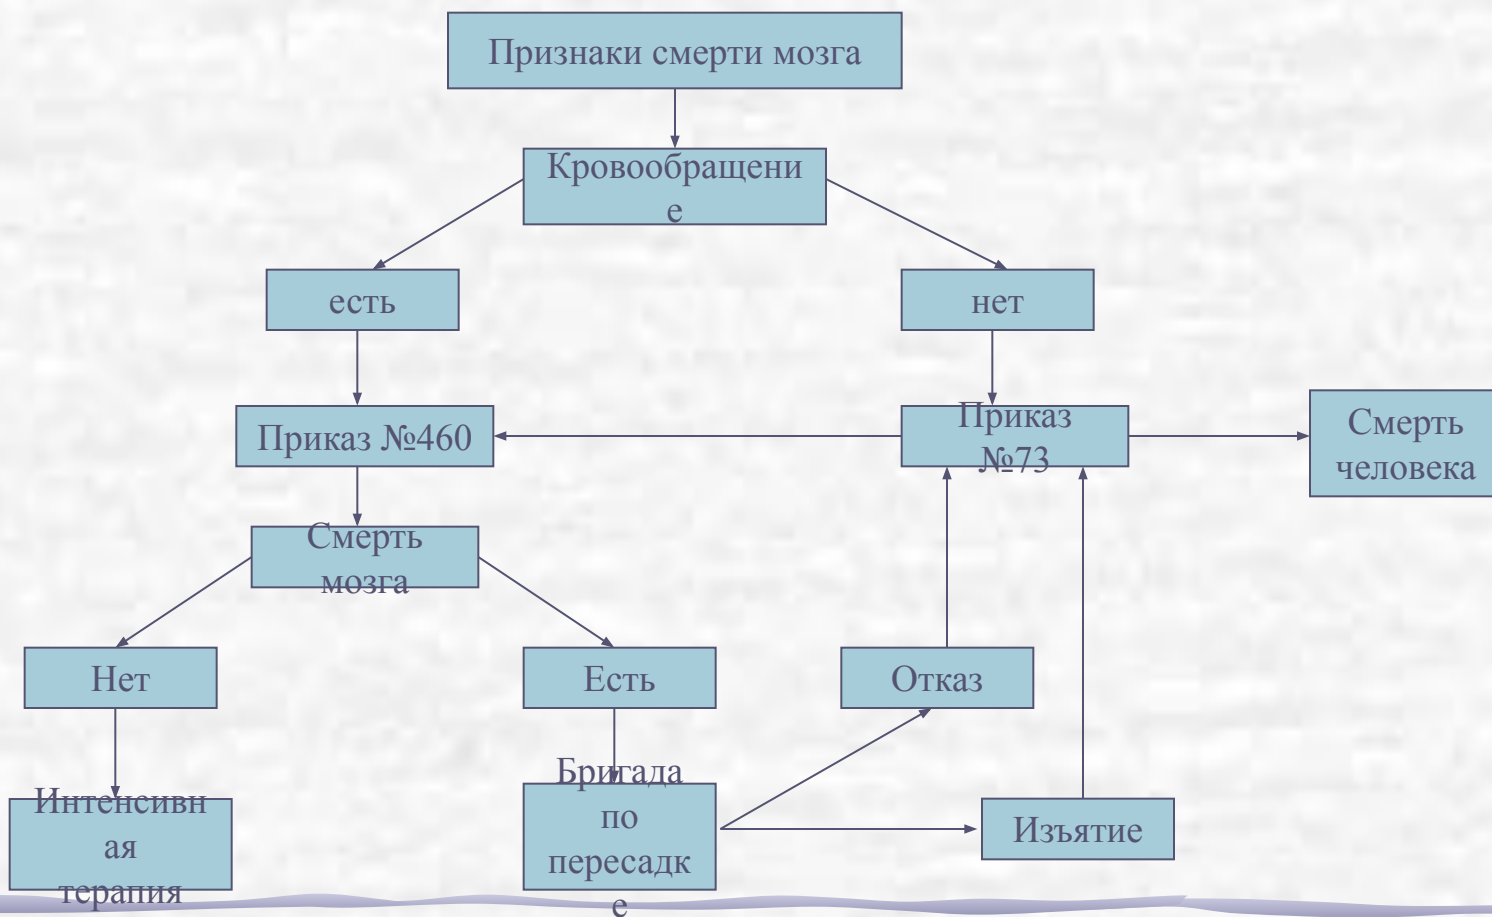 Признаки смерти мозга
Кровообращени
е
есть
нет
Приказ №460
Приказ
№73
Смерть
человека
Смерть
мозга
Нет
Есть
Отказ
Интенсивн
ая
терапия
Бригада
по
пересадк
е
Изъятие